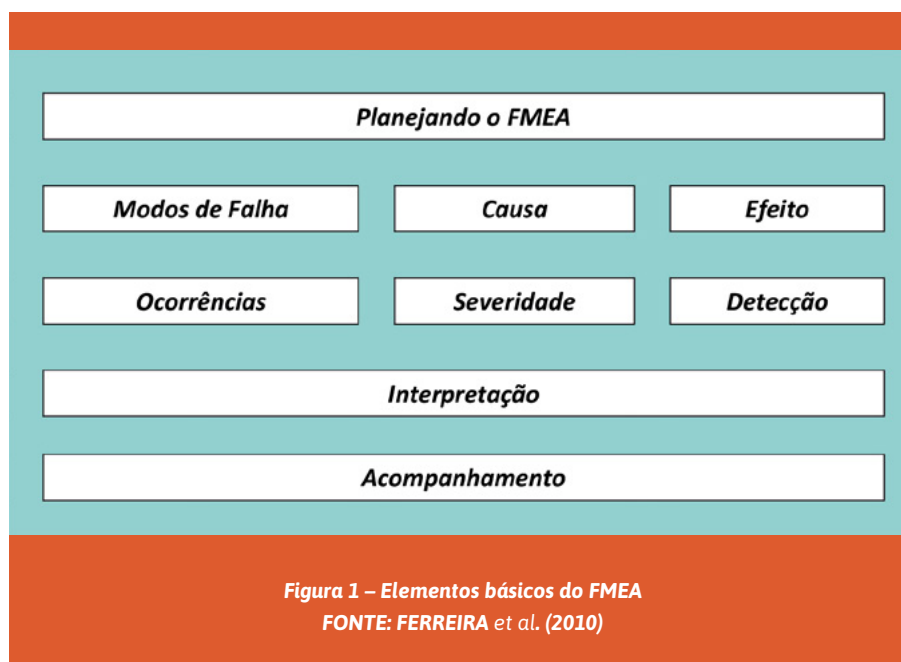 Planejando o FMEA
Modos de Falha Causa Efeito
Ocorrências Severidade Detecção
Interpretação
Acompanhamento
Figura 1 – Elementos básicos do FMEA
FONTE: FERREIRA et al. (2010)